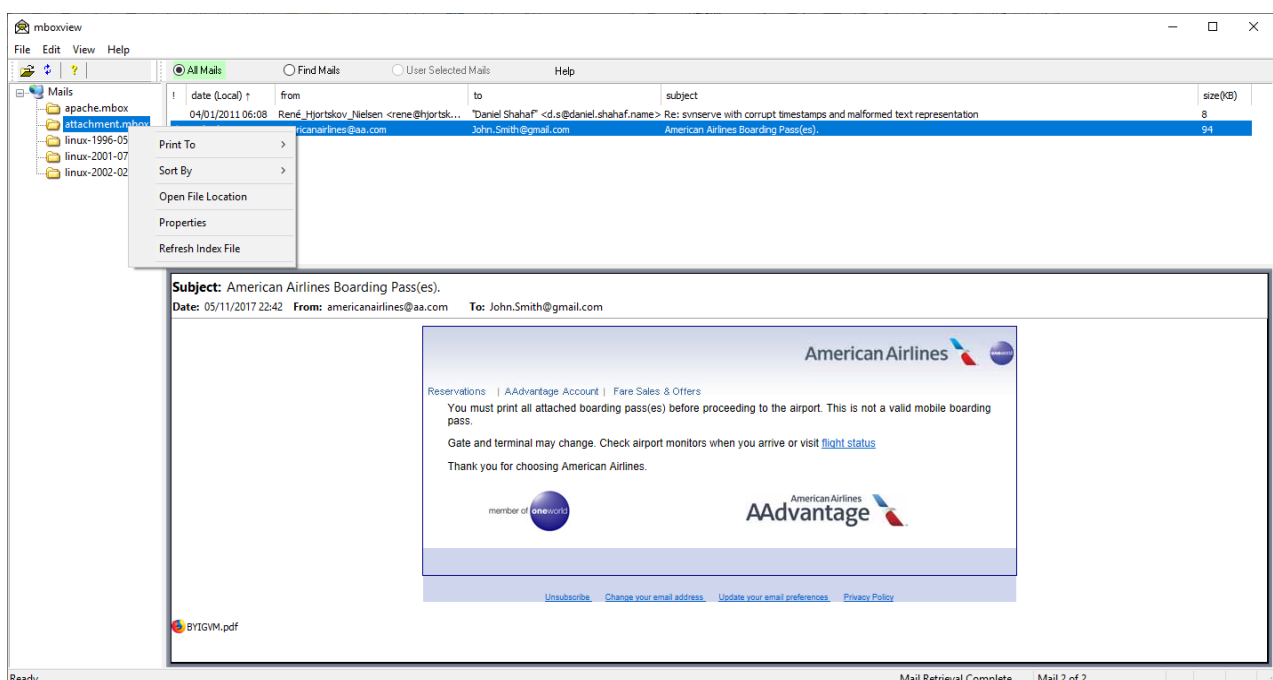 mboxview
File Edit View Help
? All Mails Find Mails User Selected Mails Help
Mails
apache.mbox
attachment.mbox
linux-1996-05
linux-2001-07
linux-2002-02
! date (Local) ↑ from to subject size(KB)
04/01/2011 06:08 René_Hjortskov_Nielsen <rene@hjortsk... "Daniel Shahaf" <d.s@daniel.shahaf.name> Re: svnserve with corrupt timestamps and malformed text representation 8
ricanairlines@aa.com John.Smith@gmail.com American Airlines Boarding Pass(es). 94
Print To >
Sort By >
Open File Location
Properties
Refresh Index File
Subject: American Airlines Boarding Pass(es).
Date: 05/11/2017 22:42 From: americanairlines@aa.com To: John.Smith@gmail.com
American Airlines oneworld
Reservations | AAdvantage Account | Fare Sales & Offers
You must print all attached boarding pass(es) before proceeding to the airport. This is not a valid mobile boarding
pass.
Gate and terminal may change. Check airport monitors when you arrive or visit flight status
Thank you for choosing American Airlines.
member of oneworld
American Airlines
AAdvantage
Unsubscribe Change your email address Update your email preferences Privacy Policy
BYIGVM.pdf
Ready Mail Retrieval Complete Mail 2 of 2